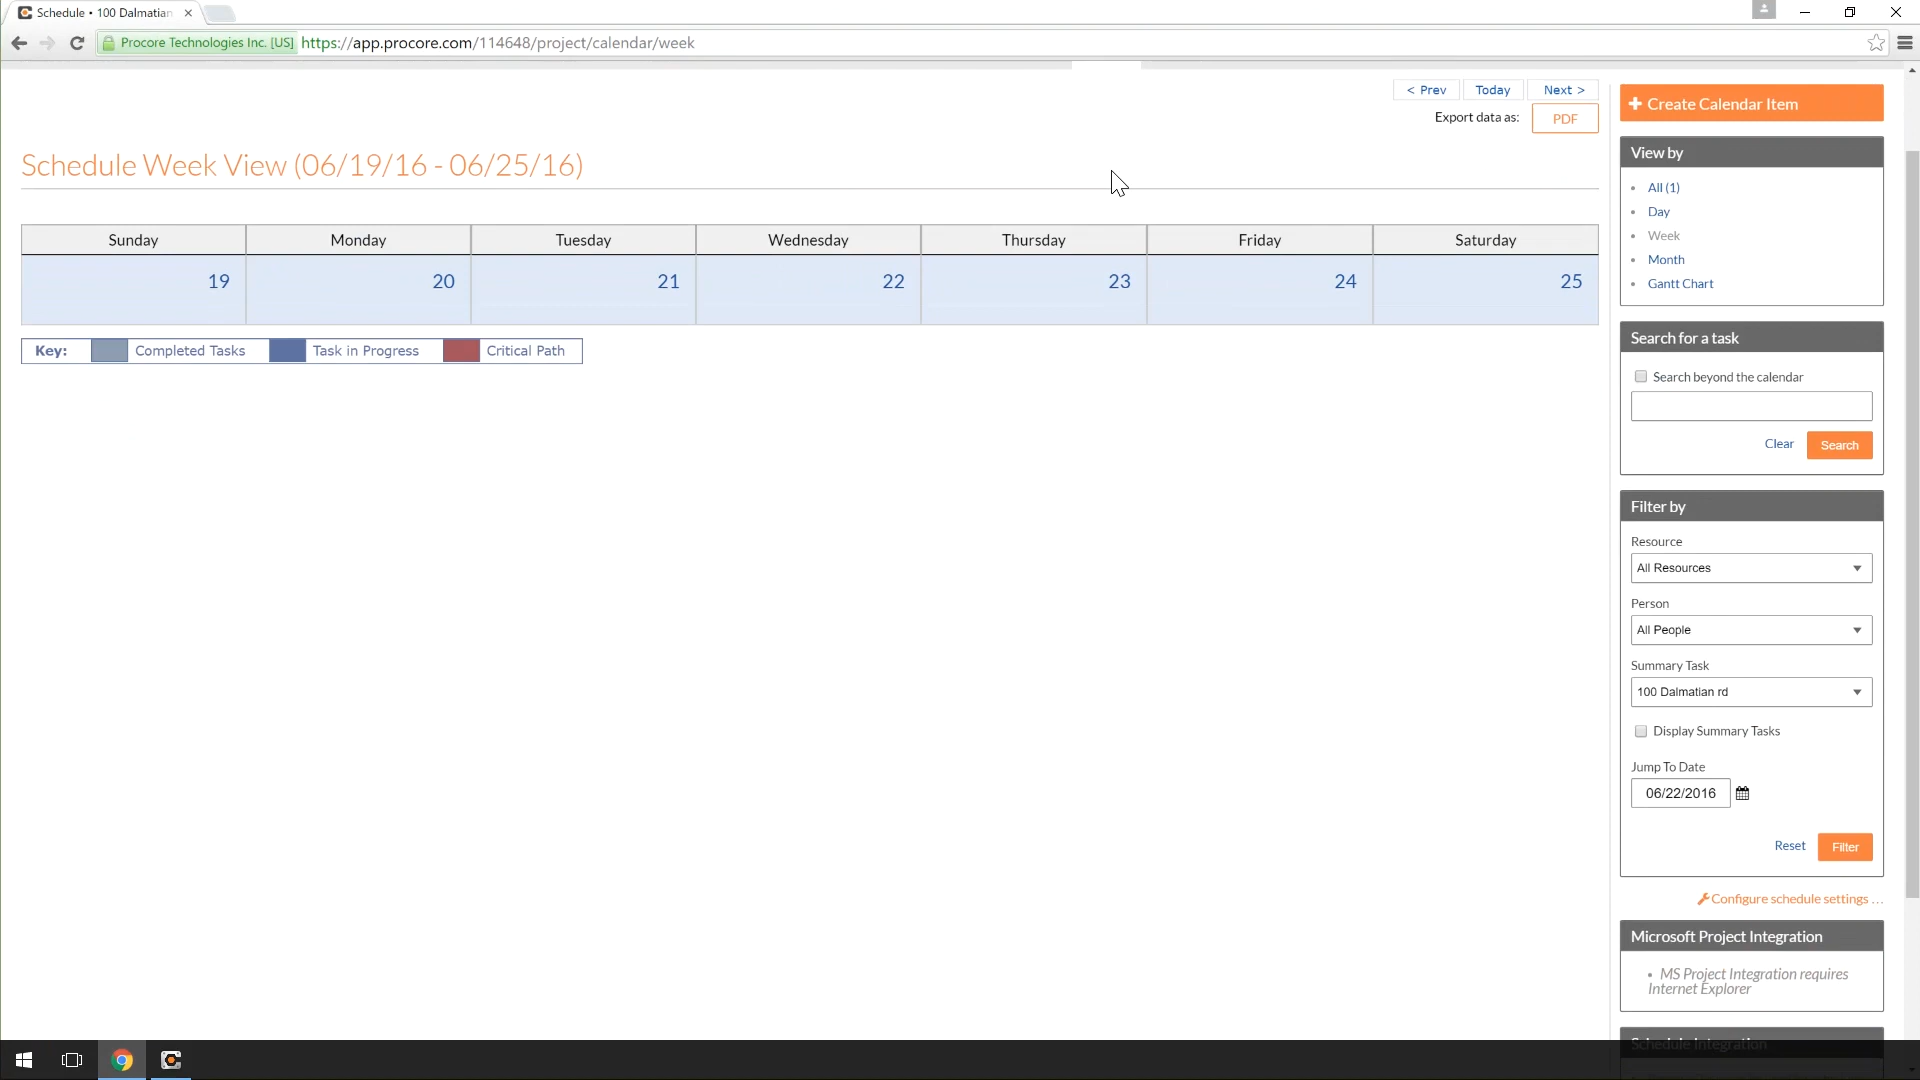 Schedule • 100 Dalmatian
Procore Technologies Inc. [US] https://app.procore.com/114648/project/calendar/week
< Prev Today Next >
Export data as: PDF
Schedule Week View (06/19/16 - 06/25/16)
Sunday Monday Tuesday Wednesday Thursday Friday Saturday
19 20 21 22 23 24 25
Key: Completed Tasks Task in Progress Critical Path
Create Calendar Item
View by
All (1)
Day
Week
Month
Gantt Chart
Search for a task
Search beyond the calendar
Clear Search
Filter by
Resource
All Resources
Person
All People
Summary Task
100 Dalmatian rd
Display Summary Tasks
Jump To Date
06/22/2016
Reset Filter
Configure schedule settings ...
Microsoft Project Integration
• MS Project Integration requires
Internet Explorer
Schedule Integration